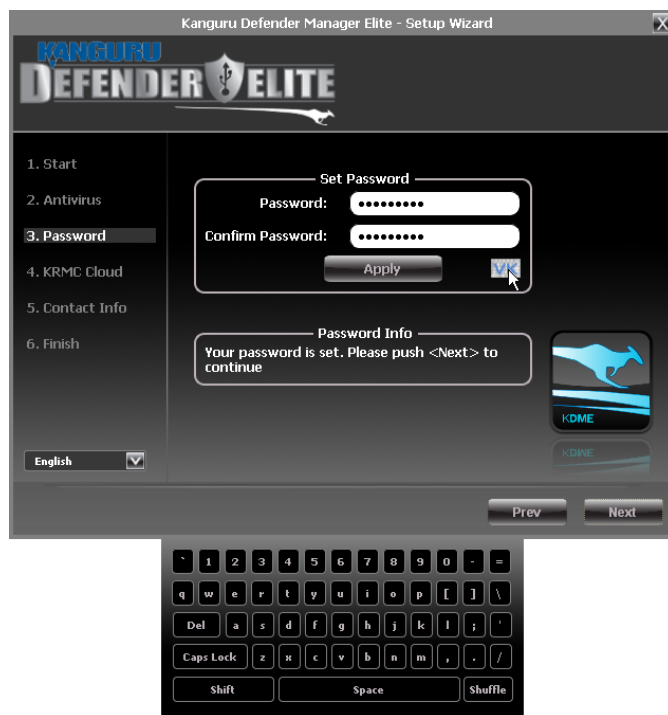 Kanguru Defender Manager Elite - Setup Wizard
X
KANGURU
DEFENDER ELITE
1. Start
2. Antivirus
3. Password
4. KRMC Cloud
5. Contact Info
6. Finish
Set Password
Password: •••••••••
Confirm Password: •••••••••
Apply
VK
Password Info
Your password is set. Please push <Next> to
continue
KDME
KDME
English
Prev Next
` 1 2 3 4 5 6 7 8 9 0 - =
q w e r t y u i o p [ ] \
Del a s d f g h j k l ; '
Caps Lock z x c v b n m , . /
Shift Space Shuffle